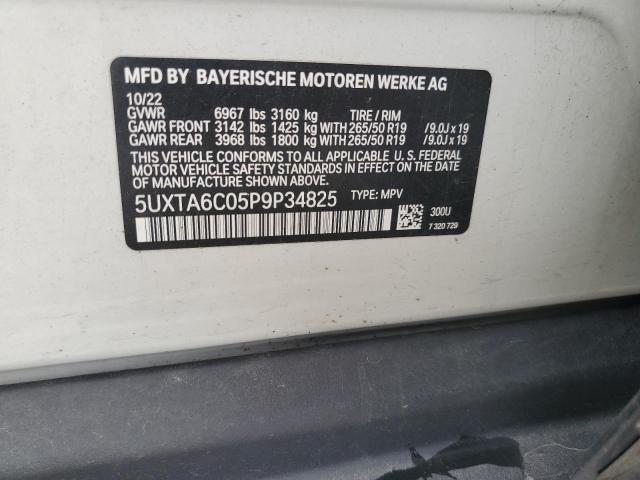 MFD BY BAYERISCHE MOTOREN WERKE AG
10/22
GVWR 6967 lbs 3160 kg TIRE / RIM
GAWR FRONT 3142 lbs 1425 kg WITH 265/50 R19 /9.0J x 19
GAWR REAR 3968 lbs 1800 kg WITH 265/50 R19 /9.0J x 19
THIS VEHICLE CONFORMS TO ALL APPLICABLE U. S. FEDERAL
MOTOR VEHICLE SAFETY STANDARDS IN EFFECT ON THE DATE
OF MANUFACTURE SHOWN ABOVE.
5UXTA6C05P9P34825 TYPE: MPV
300U
7 320 729